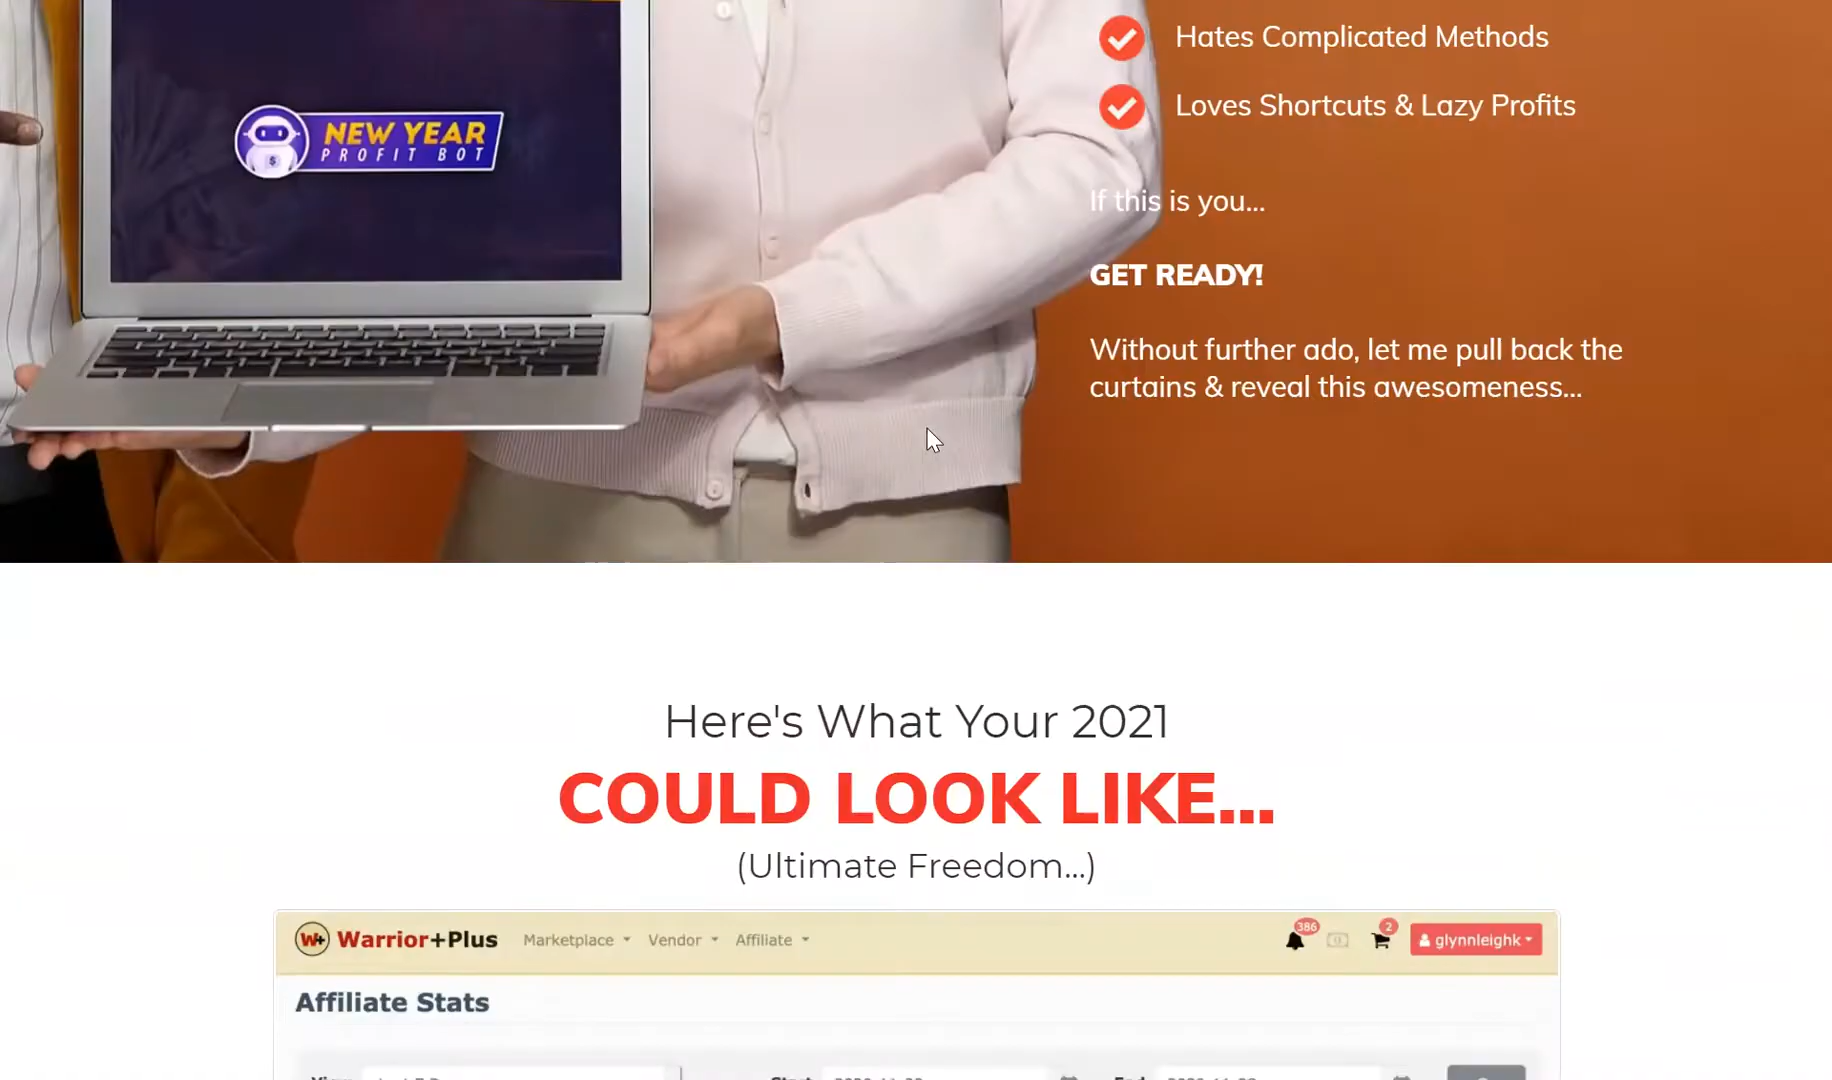 Hates Complicated Methods
Loves Shortcuts & Lazy Profits
NEW YEAR
PROFIT BOT
$
If this is you...
GET READY!
Without further ado, let me pull back the
curtains & reveal this awesomeness...
Here's What Your 2021
COULD LOOK LIKE...
(Ultimate Freedom...)
W+ Warrior+Plus Marketplace Vendor Affiliate 386 2 glynnleighk
Affiliate Stats